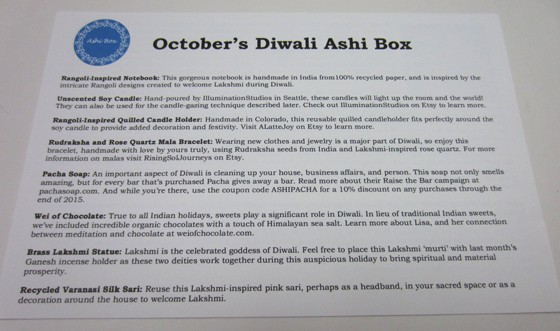 Ashi Box
October's Diwali Ashi Box
Rangoli-Inspired Notebook: This gorgeous notebook is handmade in India from100% recycled paper, and is inspired by the
intricate Rangoli designs created to welcome Lakshmi during Diwali.
Unscented Soy Candle: Hand-poured by IlluminationStudios in Seattle, these candles will light up the room and the world!
They can also be used for the candle-garing technique described later. Check out IlluminationStudios on Etsy to learn more.
Rangoli-Inspired Quilled Candle Holder: Handmade in Colorado, this reusable quilled candleholder fits perfectly around the
soy candle to provide added decoration and festivity. Visit ALatteJoy on Etsy to learn more.
Rudraksha and Rose Quartz Mala Bracelet: Wearing new clothes and jewelry is a major part of Diwali, so enjoy this
bracelet, handmade with love by yours truly, using Rudraksha seeds from India and Lakshmi-inspired rose quartz. For more
information on malas visit RisingSolJourneys on Etsy.
Pacha Soap: An important aspect of Diwali is cleaning up your house, business affairs, and person. This soap not only smells
amazing, but for every bar that's purchased Pacha gives away a bar. Read more about their Raise the Bar campaign at
pachasoap.com. And while you're there, use the coupon code ASHIPACHA for a 10% discount on any purchases through the
end of 2015.
Wei of Chocolate: True to all Indian holidays, sweets play a significant role in Diwali. In lieu of traditional Indian sweets,
we've included incredible organic chocolates with a touch of Himalayan sea salt. Learn more about Lisa, and her connection
between meditation and chocolate at weiofchocolate.com.
Brass Lakshmi Statue: Lakshmi is the celebrated goddess of Diwali. Feel free to place this Lakshmi 'murti' with last month's
Ganesh incense holder as these two deities work together during this auspicious holiday to bring spiritual and material
prosperity.
Recycled Varanasi Silk Sari: Reuse this Lakshmi-inspired pink sari, perhaps as a headband, in your sacred space or as a
decoration around the house to welcome Lakshmi.